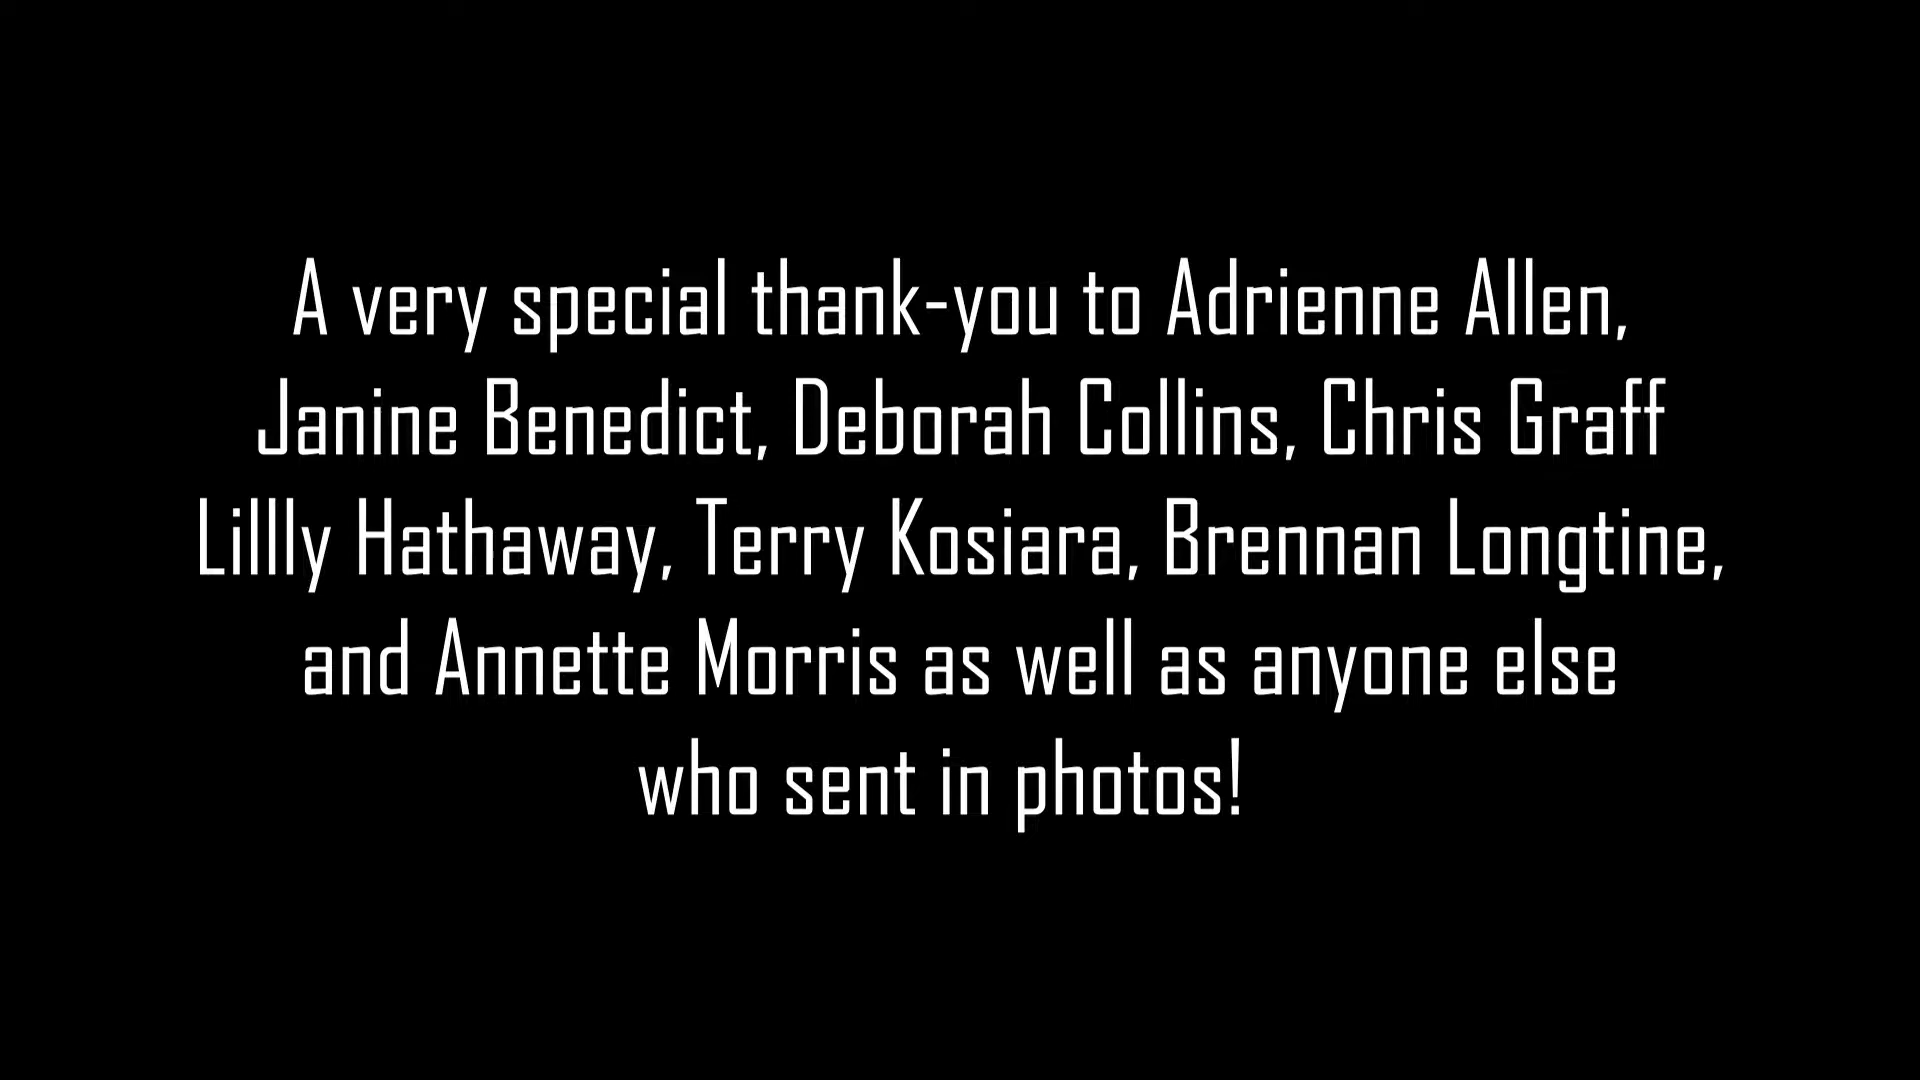 A very special thank-you to Adrienne Allen,
Janine Benedict, Deborah Collins, Chris Graff
Lillly Hathaway, Terry Kosiara, Brennan Longtine,
and Annette Morris as well as anyone else
who sent in photos!